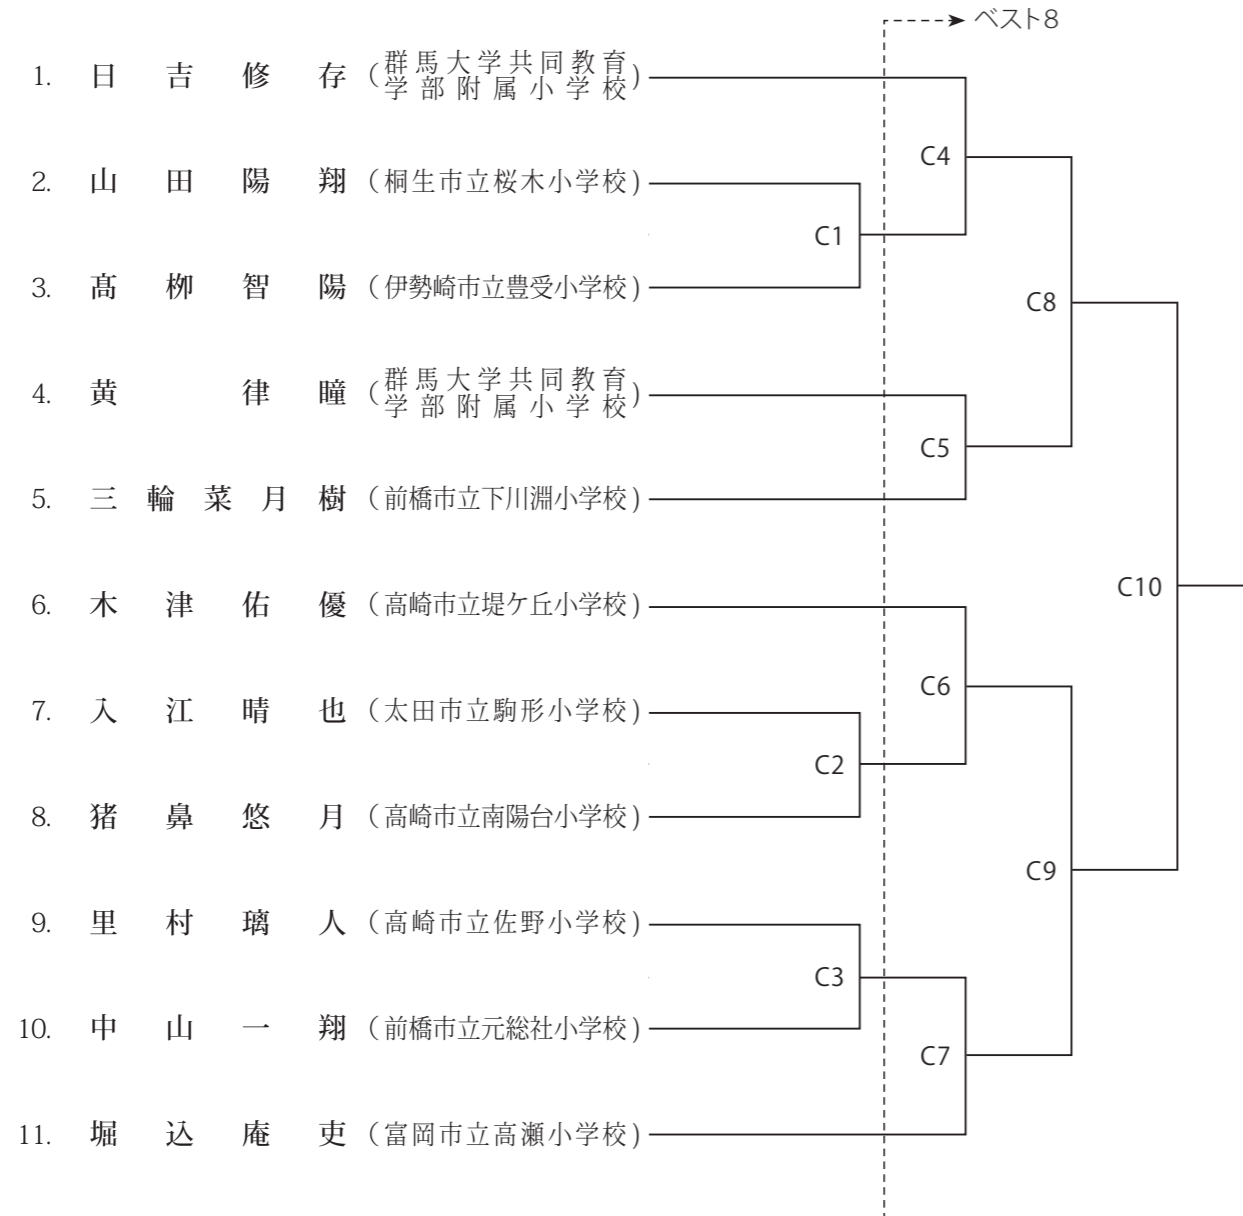 ベスト8
1. 日吉修存（群馬大学共同教育学部附属小学校）
C4
2. 山田陽翔（桐生市立桜木小学校）
C1
3. 髙栁智陽（伊勢崎市立豊受小学校）
C8
4. 黄律瞳（群馬大学共同教育学部附属小学校）
C5
5. 三輪菜月樹（前橋市立下川淵小学校）
C10
6. 木津佑優（高崎市立堤ケ丘小学校）
C6
7. 入江晴也（太田市立駒形小学校）
C2
8. 猪鼻悠月（高崎市立南陽台小学校）
C9
9. 里村璃人（高崎市立佐野小学校）
C3
10. 中山一翔（前橋市立元総社小学校）
C7
11. 堀込庵吏（富岡市立高瀬小学校）